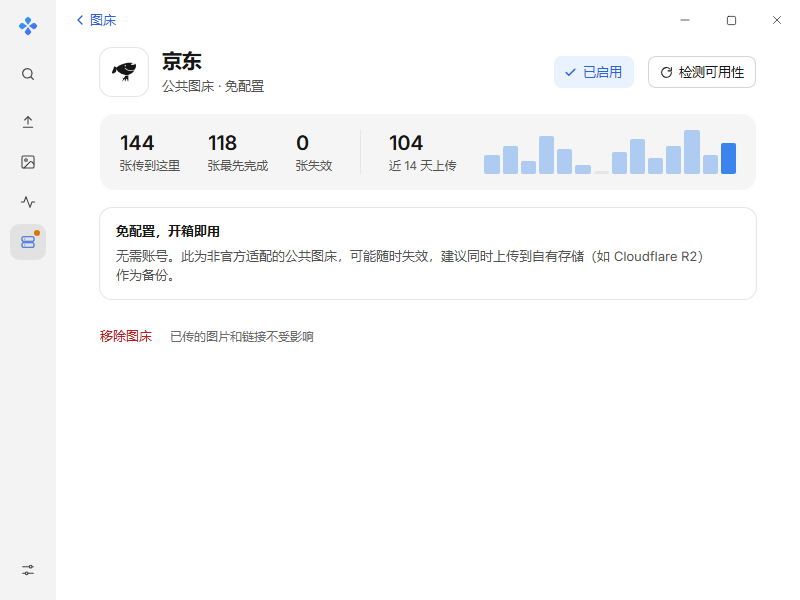 图床
京东
公共图床 · 免配置
已启用
检测可用性
144
张传到这里
118
张最先完成
0
张失效
104
近 14 天上传
免配置，开箱即用
无需账号。此为非官方适配的公共图床，可能随时失效，建议同时上传到自有存储（如 Cloudflare R2）
作为备份。
移除图床
已传的图片和链接不受影响